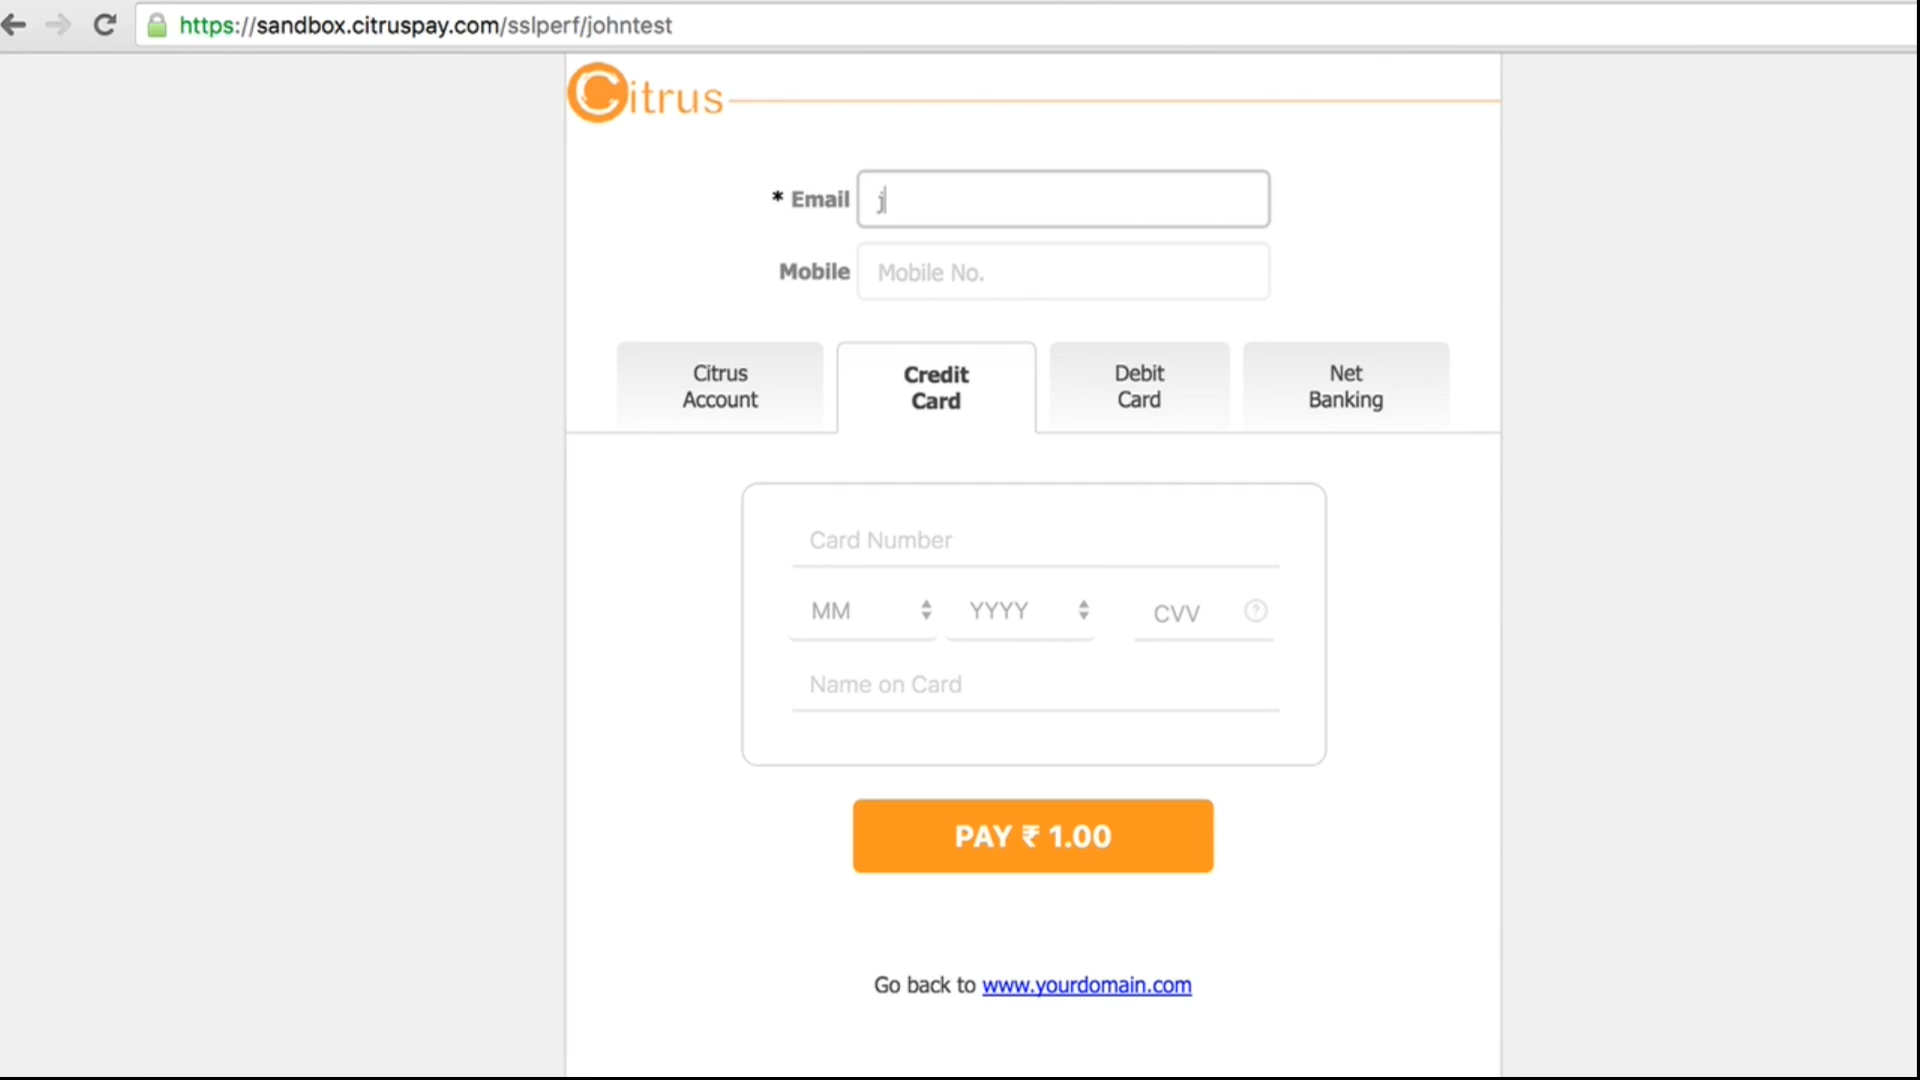 https://sandbox.citruspay.com/sslperf/johntest
Citrus
* Email j
Mobile Mobile No.
Citrus Account
Credit Card
Debit Card
Net Banking
Card Number
MM YYYY CVV ?
Name on Card
PAY ₹ 1.00
Go back to www.yourdomain.com